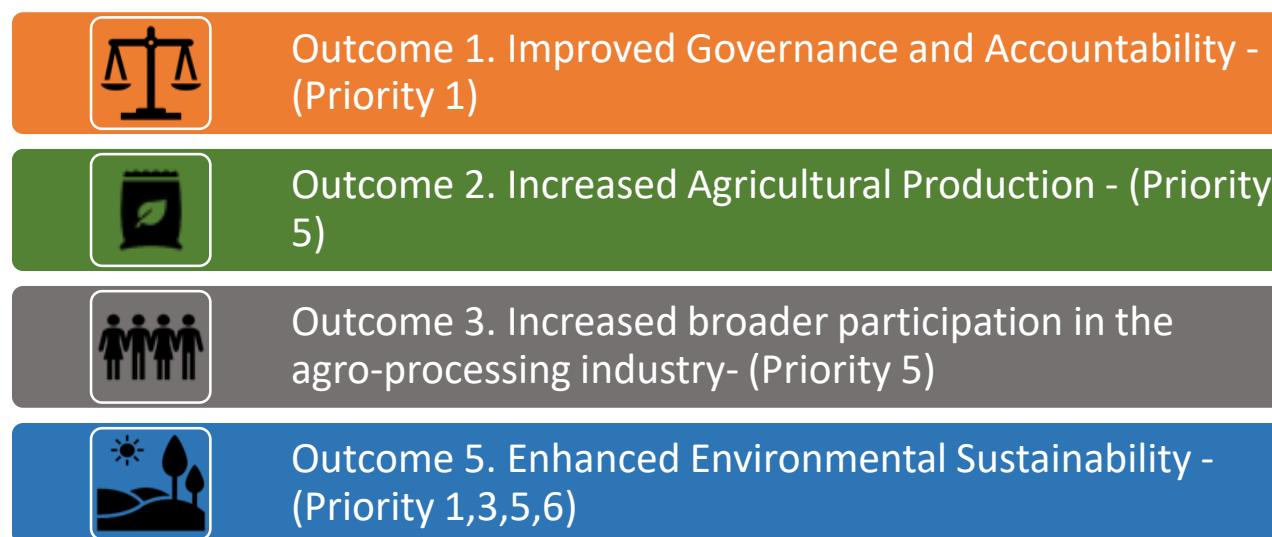 Outcome 1. Improved Governance and Accountability -
(Priority 1)
Outcome 2. Increased Agricultural Production - (Priority
5)
Outcome 3. Increased broader participation in the
agro-processing industry- (Priority 5)
Outcome 5. Enhanced Environmental Sustainability -
(Priority 1,3,5,6)